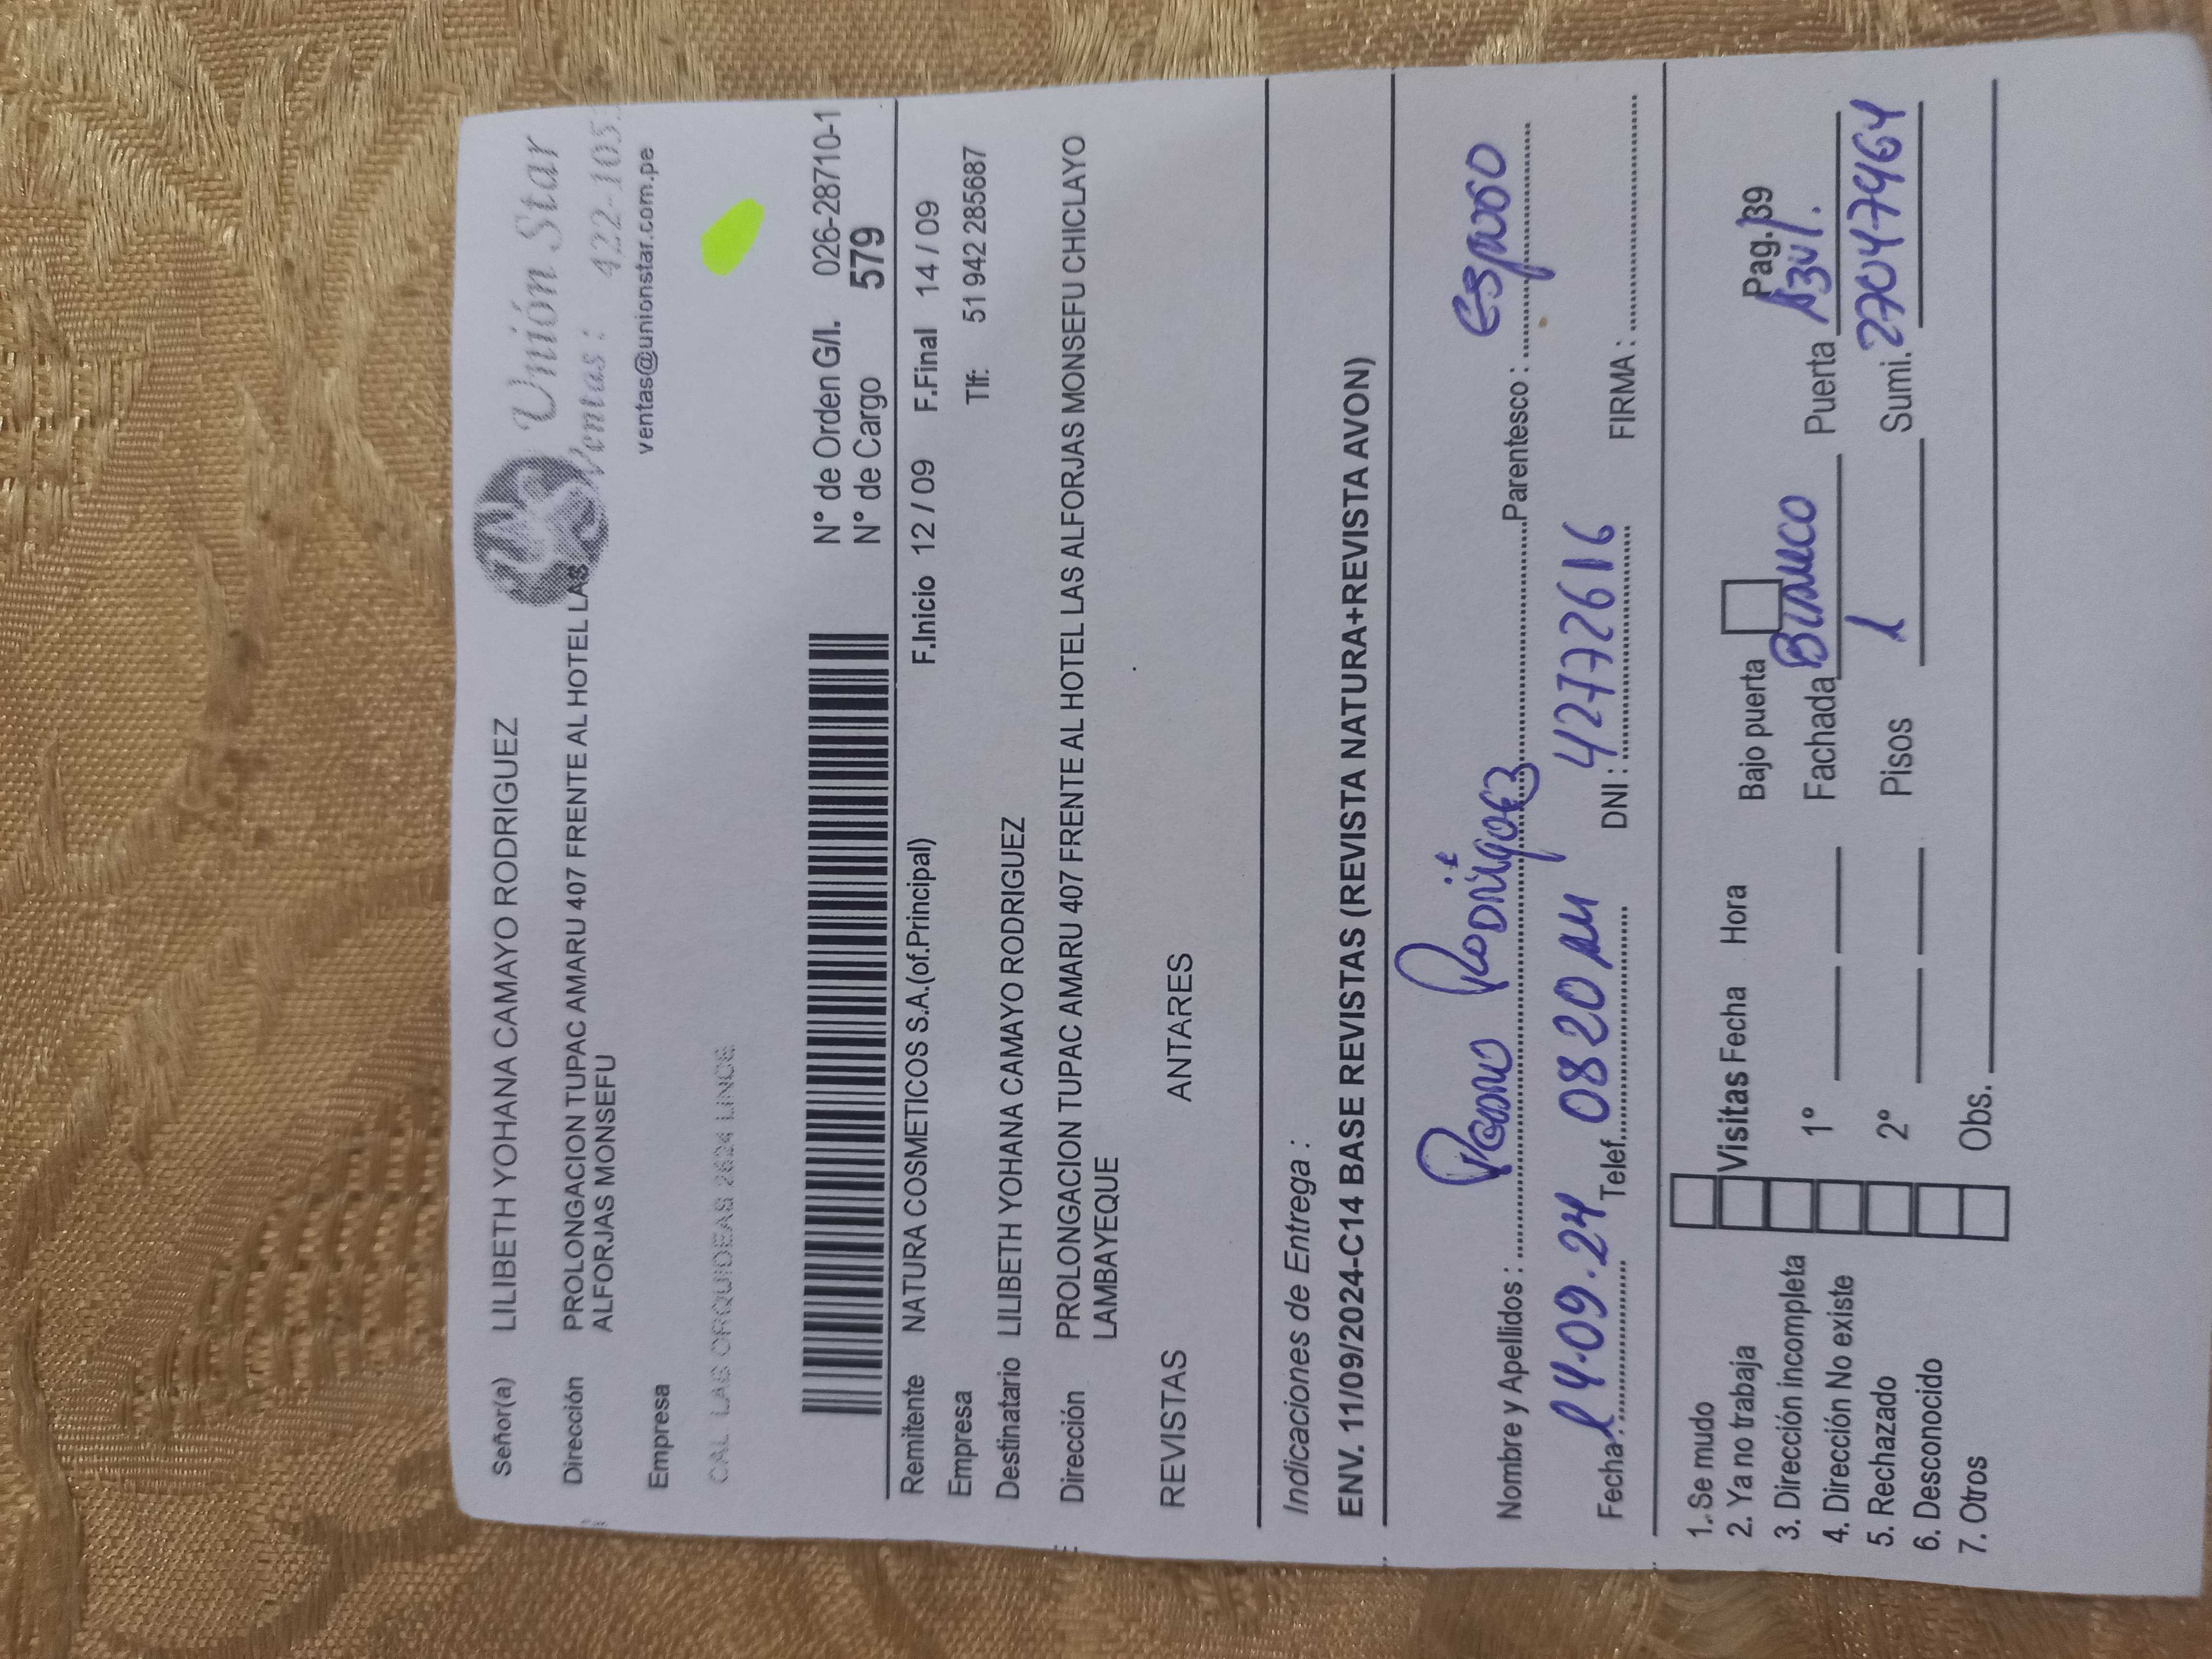 Unión Star
Ventas: 422-105
ventas@unionstar.com.pe
Señor(a) LILIBETH YOHANA CAMAYO RODRIGUEZ
Dirección PROLONGACION TUPAC AMARU 407 FRENTE AL HOTEL LAS
ALFORJAS MONSEFU
Empresa
CAL LAS ORQUIDEAS 2624 LINCE
N° de Orden G/I. 026-28710-1
N° de Cargo 579
Remitente NATURA COSMETICOS S.A.(of.Principal) F.Inicio 12 / 09 F.Final 14 / 09
Empresa Tlf: 51 942 285687
Destinatario LILIBETH YOHANA CAMAYO RODRIGUEZ
Dirección PROLONGACION TUPAC AMARU 407 FRENTE AL HOTEL LAS ALFORJAS MONSEFU CHICLAYO
LAMBAYEQUE
REVISTAS ANTARES
Indicaciones de Entrega :
ENV. 11/09/2024-C14 BASE REVISTAS (REVISTA NATURA+REVISTA AVON)
Nombre y Apellidos : Pedro Rodriguez Parentesco : esposo
Fecha: 14.09.24 Telef. 0820 AM DNI : 42772616 FIRMA :
1. Se mudo
2. Ya no trabaja Visitas Fecha Hora Bajo puerta Pag. 39
3. Dirección incompleta 1º Fachada Blanco Puerta Azul.
4. Dirección No existe
5. Rechazado 2º Pisos 1 Sumi. 27047464
6. Desconocido
7. Otros Obs.